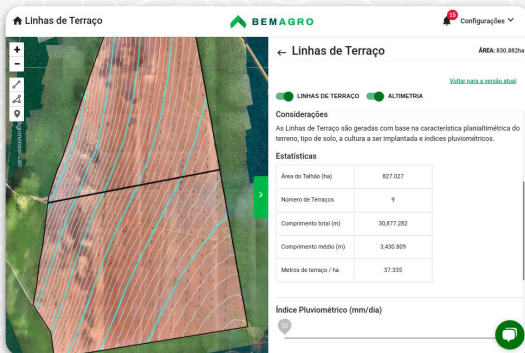 Linhas de Terraço
BEMAGRO
15
Configurações
← Linhas de Terraço
ÁREA: 830.882ha
Voltar para a versão atual
LINHAS DE TERRAÇO
ALTIMETRIA
Considerações
As Linhas de Terraço são geradas com base na característica planialtimétrica do
terreno, tipo de solo, a cultura a ser implantada e índices pluviométricos.
Estatísticas
Área do Talhão (ha) 827.027
Número de Terraços 9
Comprimento total (m) 30,877.282
Comprimento médio (m) 3,430.809
Metros de terraço / ha 37.335
Índice Pluviométrico (mm/dia)
50
+
-